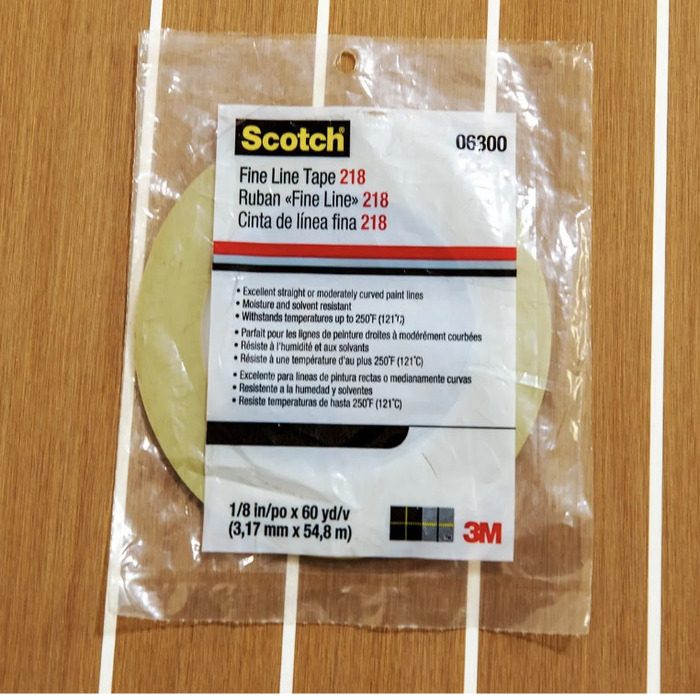 Scotch®
06300
Fine Line Tape 218
Ruban «Fine Line» 218
Cinta de línea fina 218
• Excellent straight or moderately curved paint lines
• Moisture and solvent resistant
• Withstands temperatures up to 250°F (121°C)
• Parfait pour les lignes de peinture droites à modérément courbées
• Résiste à l'humidité et aux solvants
• Résiste à une température d'au plus 250°F (121°C)
• Excelente para líneas de pintura rectas o medianamente curvas
• Resistente a la humedad y solventes
• Resiste temperaturas de hasta 250°F (121°C)
1/8 in/po x 60 yd/v
(3,17 mm x 54,8 m)
3M